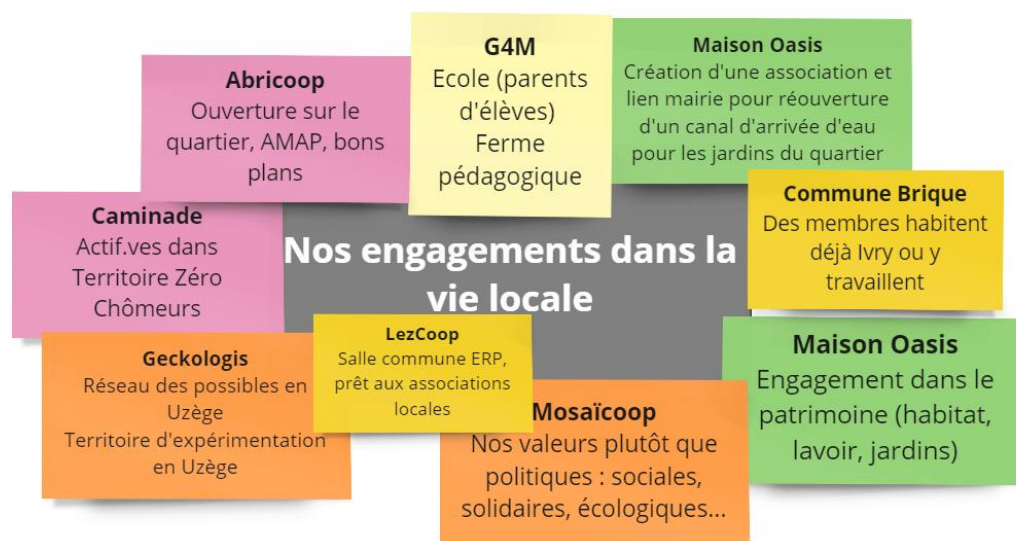 Abricoop
Ouverture sur le
quartier, AMAP, bons
plans
G4M
Ecole (parents
d'élèves)
Ferme
pédagogique
Maison Oasis
Création d'une association et
lien mairie pour réouverture
d'un canal d'arrivée d'eau
pour les jardins du quartier
Caminade
Actif.ves dans
Territoire Zéro
Chômeurs
Nos engagements dans la
vie locale
Commune Brique
Des membres habitent
déjà Ivry ou y
travaillent
Geckologis
Réseau des possibles en
Uzège
Territoire d'expérimentation
en Uzège
LezCoop
Salle commune ERP,
prêt aux associations
locales
Mosaïcoop
Nos valeurs plutôt que
politiques : sociales,
solidaires, écologiques...
Maison Oasis
Engagement dans le
patrimoine (habitat,
lavoir, jardins)